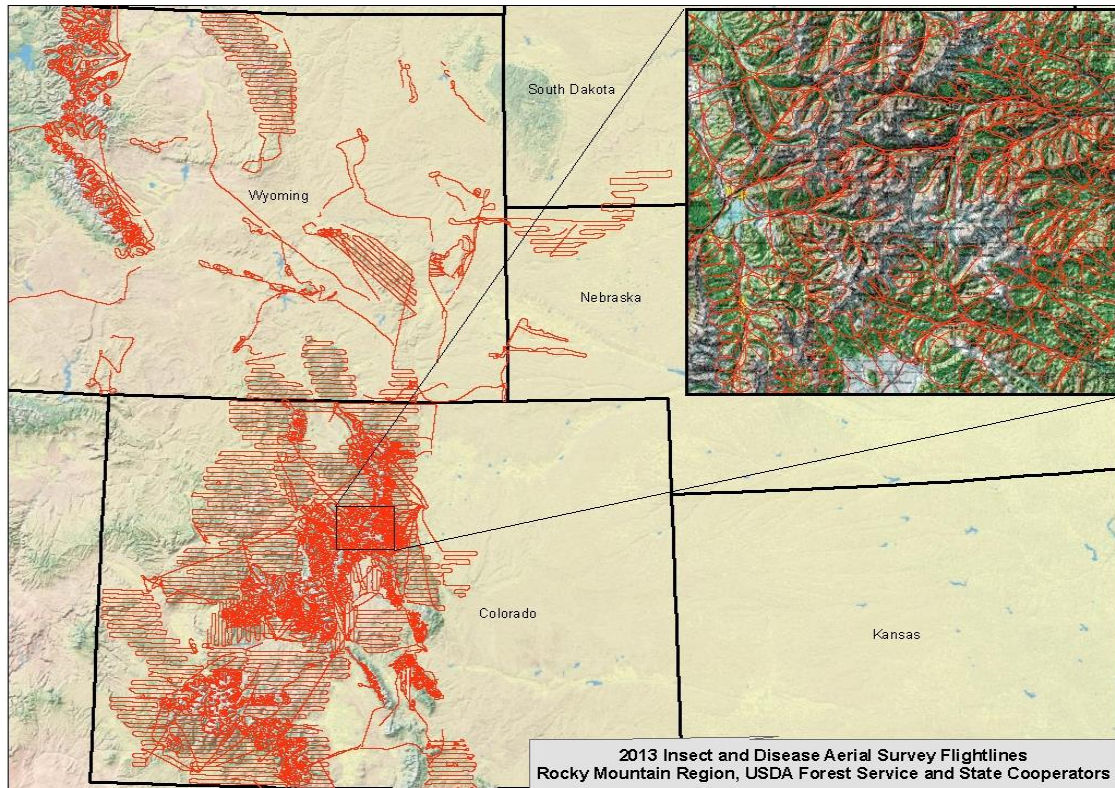 South Dakota
Wyoming
Nebraska
Colorado
Kansas
2013 Insect and Disease Aerial Survey Flightlines
Rocky Mountain Region, USDA Forest Service and State Cooperators